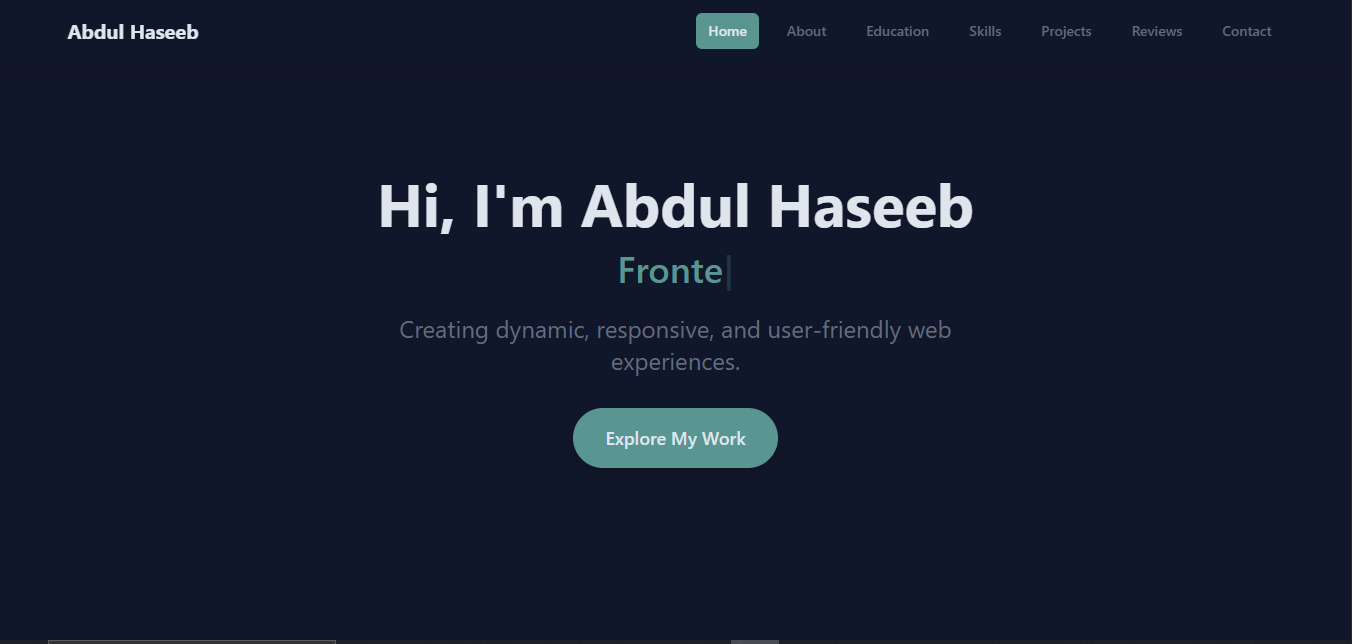 Abdul Haseeb
Home About Education Skills Projects Reviews Contact
Hi, I'm Abdul Haseeb
Fronte
Creating dynamic, responsive, and user-friendly web
experiences.
Explore My Work